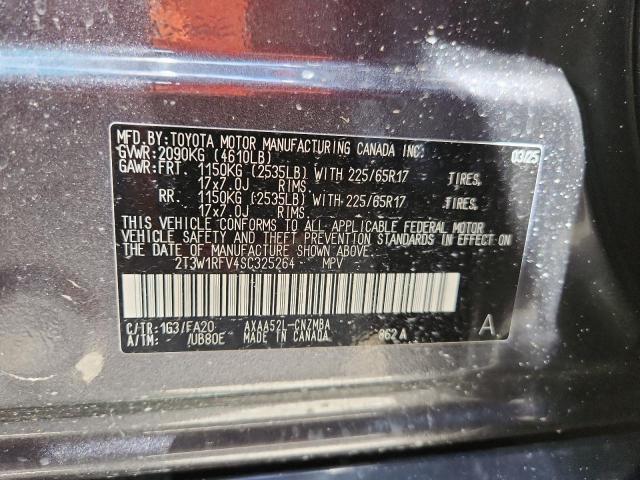 MFD.BY:TOYOTA MOTOR MANUFACTURING CANADA INC. 03/25
GVWR:2090KG (4610LB)
GAWR:FRT. 1150KG (2535LB) WITH 225/65R17 TIRES,
17x7.0J RIMS,
RR. 1150KG (2535LB) WITH 225/65R17 TIRES,
17x7.0J RIMS,
THIS VEHICLE CONFORMS TO ALL APPLICABLE FEDERAL MOTOR
VEHICLE SAFETY AND THEFT PREVENTION STANDARDS IN EFFECT ON
THE DATE OF MANUFACTURE SHOWN ABOVE.
2T3W1RFV4SC325264 MPV
C/TR:1G3/FA20 AXAA52L-CNZMBA 862A A
A/TM: /UB80E MADE IN CANADA